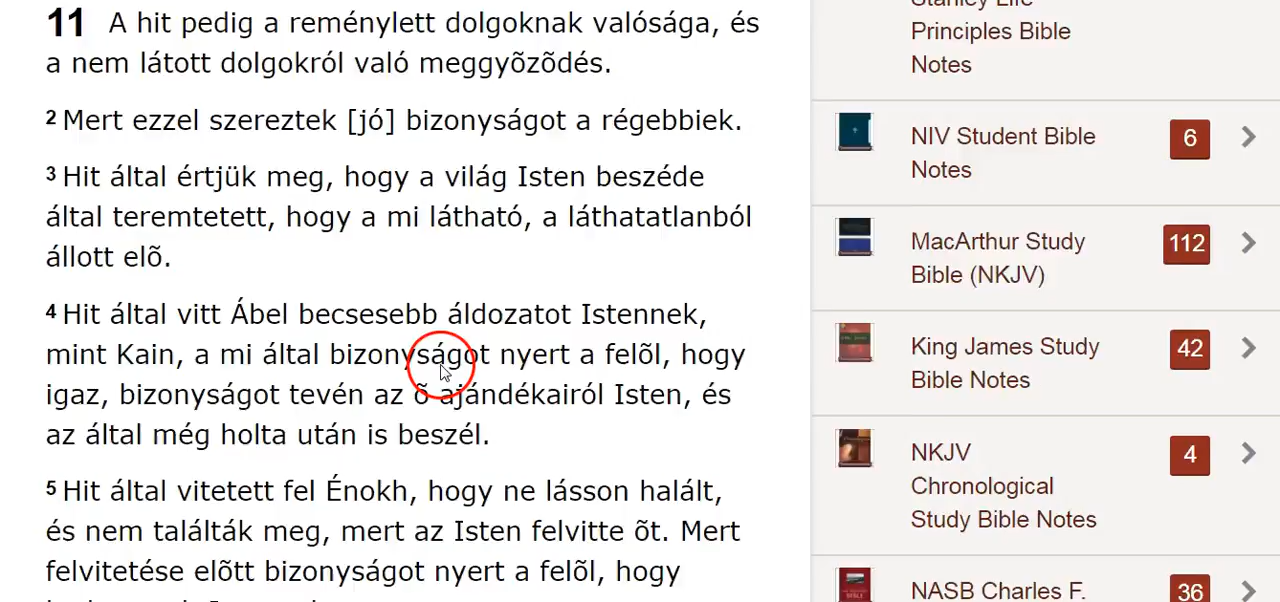 11 A hit pedig a reménylett dolgoknak valósága, és
a nem látott dolgokról való meggyõzõdés.
2 Mert ezzel szereztek [jó] bizonyságot a régebbiek.
3 Hit által értjük meg, hogy a világ Isten beszéde
által teremtetett, hogy a mi látható, a láthatatlanból
állott elõ.
4 Hit által vitt Ábel becsesebb áldozatot Istennek,
mint Kain, a mi által bizonyságot nyert a felõl, hogy
igaz, bizonyságot tevén az õ ajándékairól Isten, és
az által még holta után is beszél.
5 Hit által vitetett fel Énokh, hogy ne lásson halált,
és nem találták meg, mert az Isten felvitte õt. Mert
felvitetése elõtt bizonyságot nyert a felõl, hogy
Principles Bible
Notes
NIV Student Bible
Notes
6
MacArthur Study
Bible (NKJV)
112
King James Study
Bible Notes
42
NKJV
Chronological
Study Bible Notes
4
NASB Charles F.
36